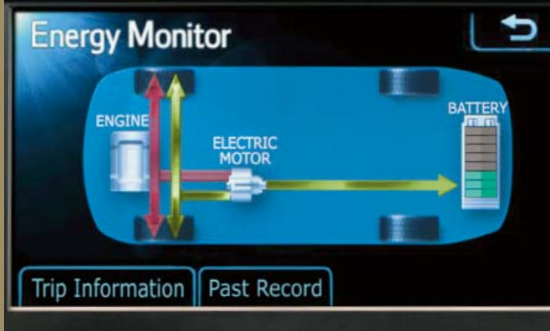 Energy Monitor
ENGINE
ELECTRIC
MOTOR
BATTERY
Trip Information
Past Record